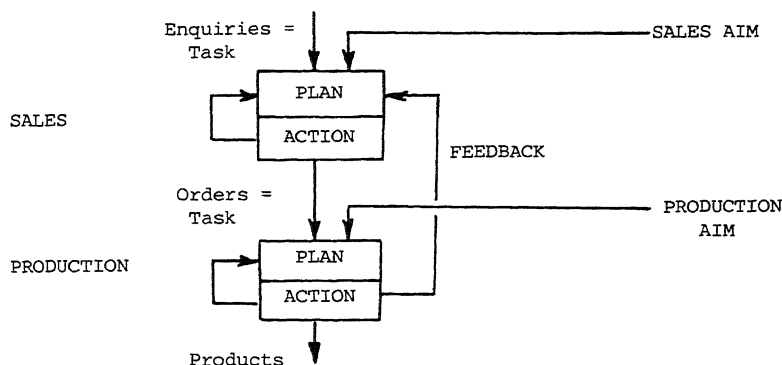 Enquiries =
Task
SALES AIM
PLAN
SALES
ACTION
FEEDBACK
Orders =
Task
PRODUCTION
AIM
PLAN
PRODUCTION
ACTION
Products